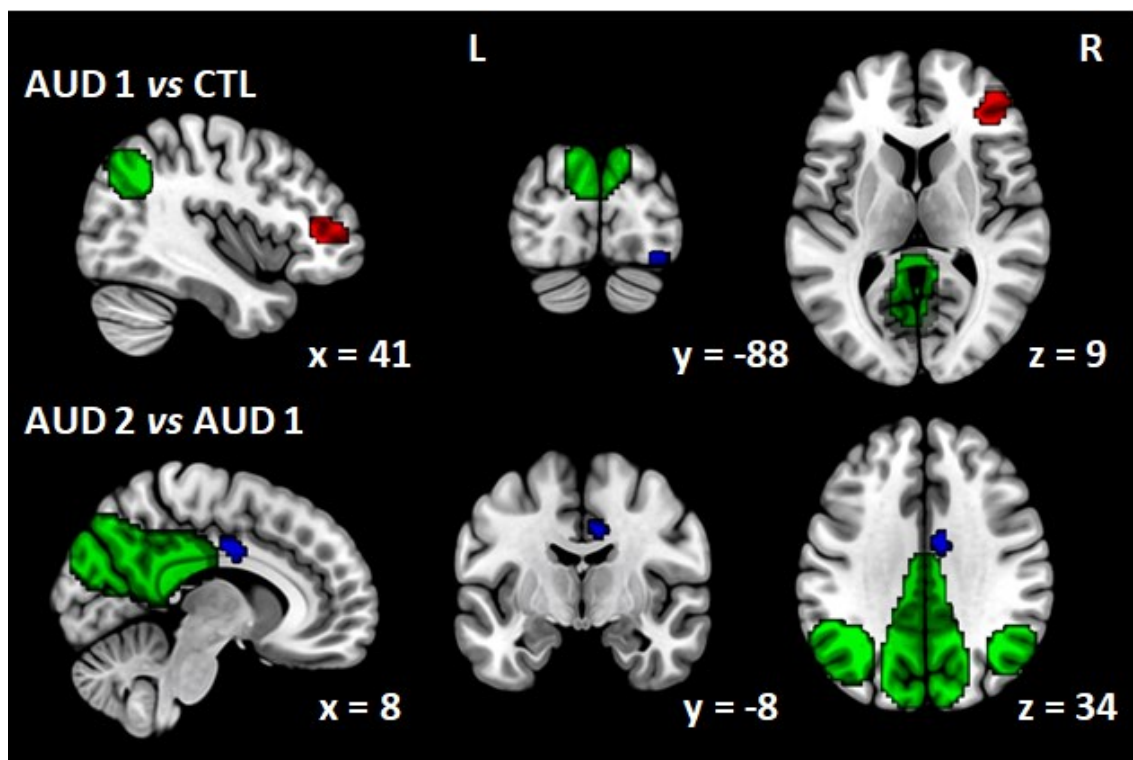 L
R
AUD 1 vs CTL
x = 41
y = -88
z = 9
AUD 2 vs AUD 1
x = 8
y = -8
z = 34